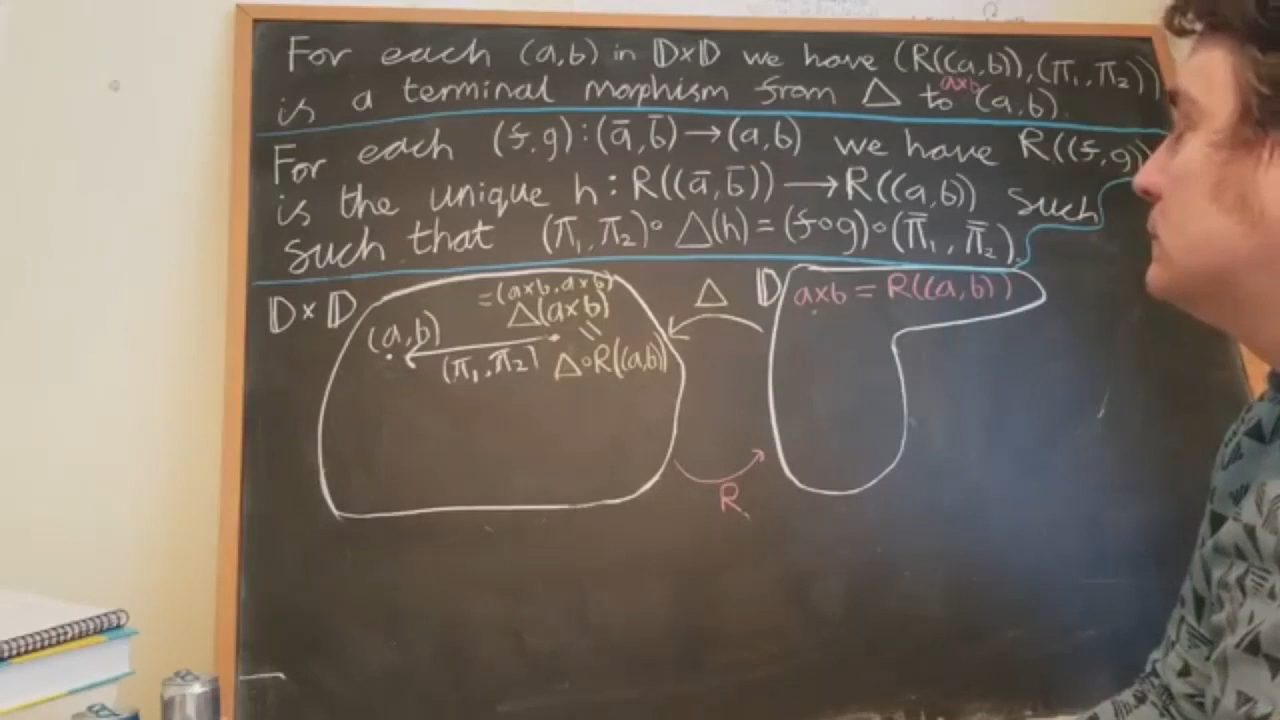 For each (a,b) in 𝔻×𝔻 we have (R((a,b)),(π₁,π₂))
is a terminal morphism from △ to (a,b).
a×b
For each (f,g):(ā,b̄)→(a,b) we have R((f,g)
is the unique h:R((ā,b̄))→R((a,b)) such
such that (π₁,π₂)∘△(h)=(f∘g)∘(π̄₁,π̄₂).
𝔻×𝔻
=(a×b,a×b)
△(a×b)
=
△∘R((a,b))
(a,b)
(π₁,π₂)
△
R
𝔻
a×b = R((a,b))